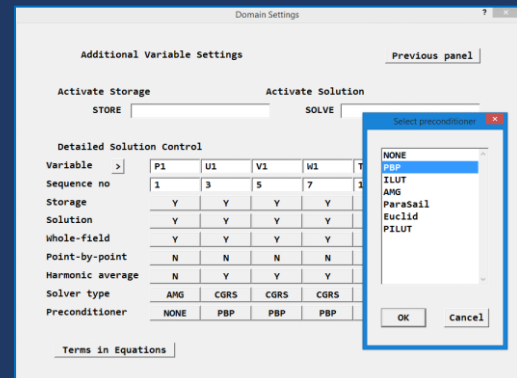 Domain Settings ? ×
Additional Variable Settings Previous panel
Activate Storage Activate Solution
STORE SOLVE
Detailed Solution Control
Variable > P1 U1 V1 W1 T
Sequence no 1 3 5 7 1
Storage Y Y Y Y
Solution Y Y Y Y
Whole-field Y Y Y Y
Point-by-point N N N N
Harmonic average N Y Y Y
Solver type AMG CGRS CGRS CGRS
Preconditioner NONE PBP PBP PBP
Terms in Equations
Select preconditioner ×
NONE
PBP
ILUT
AMG
ParaSail
Euclid
PILUT
OK Cancel